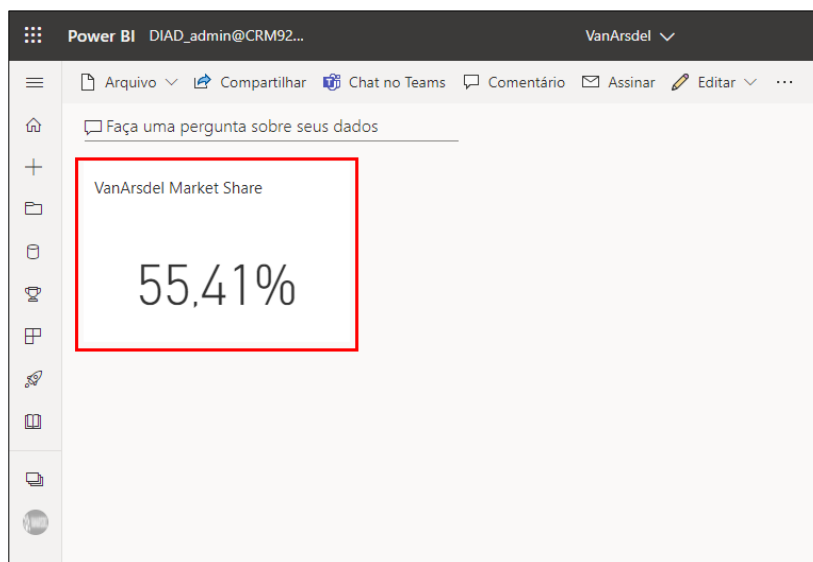 Power BI DIAD_admin@CRM92... VanArsdel
Arquivo Compartilhar Chat no Teams Comentário Assinar Editar ...
Faça uma pergunta sobre seus dados
VanArsdel Market Share
55,41%